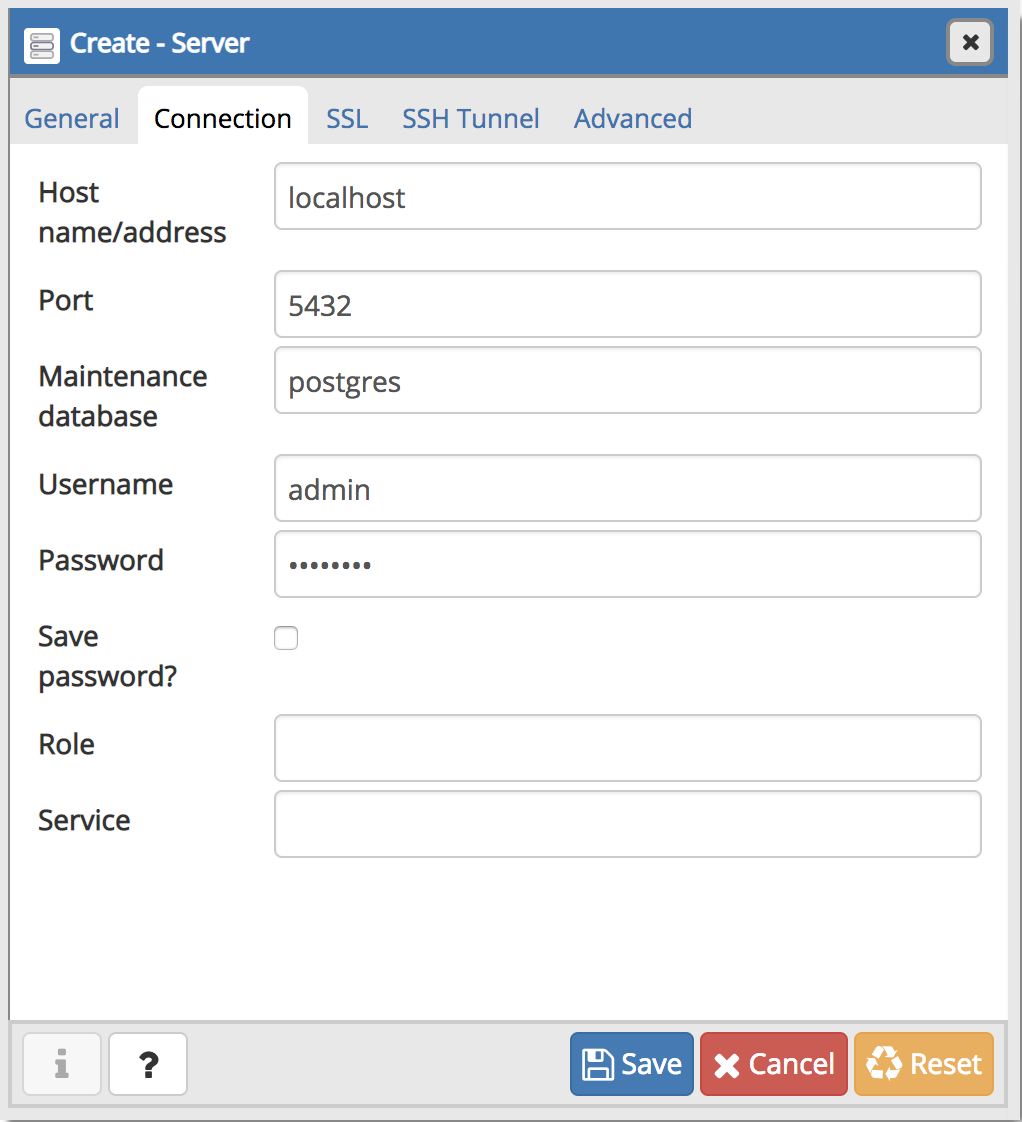 Create - Server
General Connection SSL SSH Tunnel Advanced
Host
name/address
localhost
Port
5432
Maintenance
database
postgres
Username
admin
Password
••••••••
Save
password?
Role
Service
i ? Save Cancel Reset